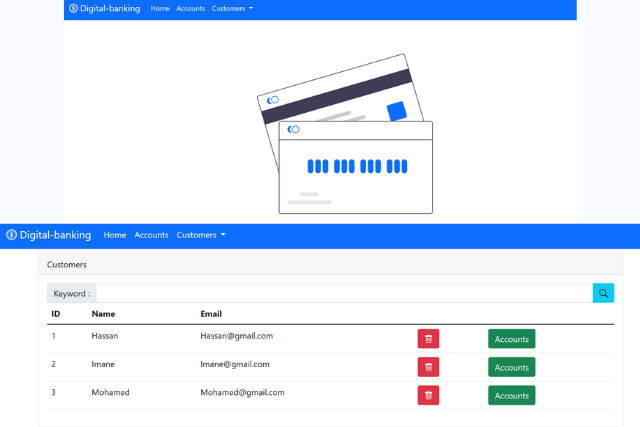 Digital-banking Home Accounts Customers
Digital-banking Home Accounts Customers
Customers
Keyword :
ID Name Email
1 Hassan Hassan@gmail.com Accounts
2 Imane Imane@gmail.com Accounts
3 Mohamed Mohamed@gmail.com Accounts